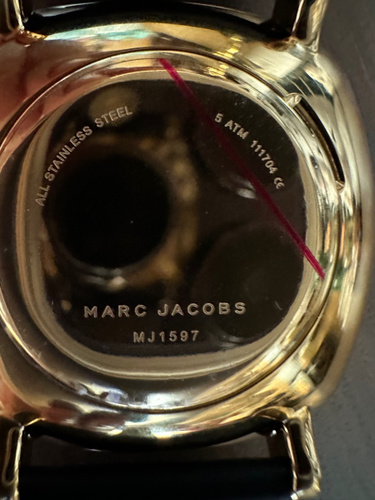 ALL STAINLESS STEEL
5 ATM 111704 CE
MARC JACOBS
MJ1597